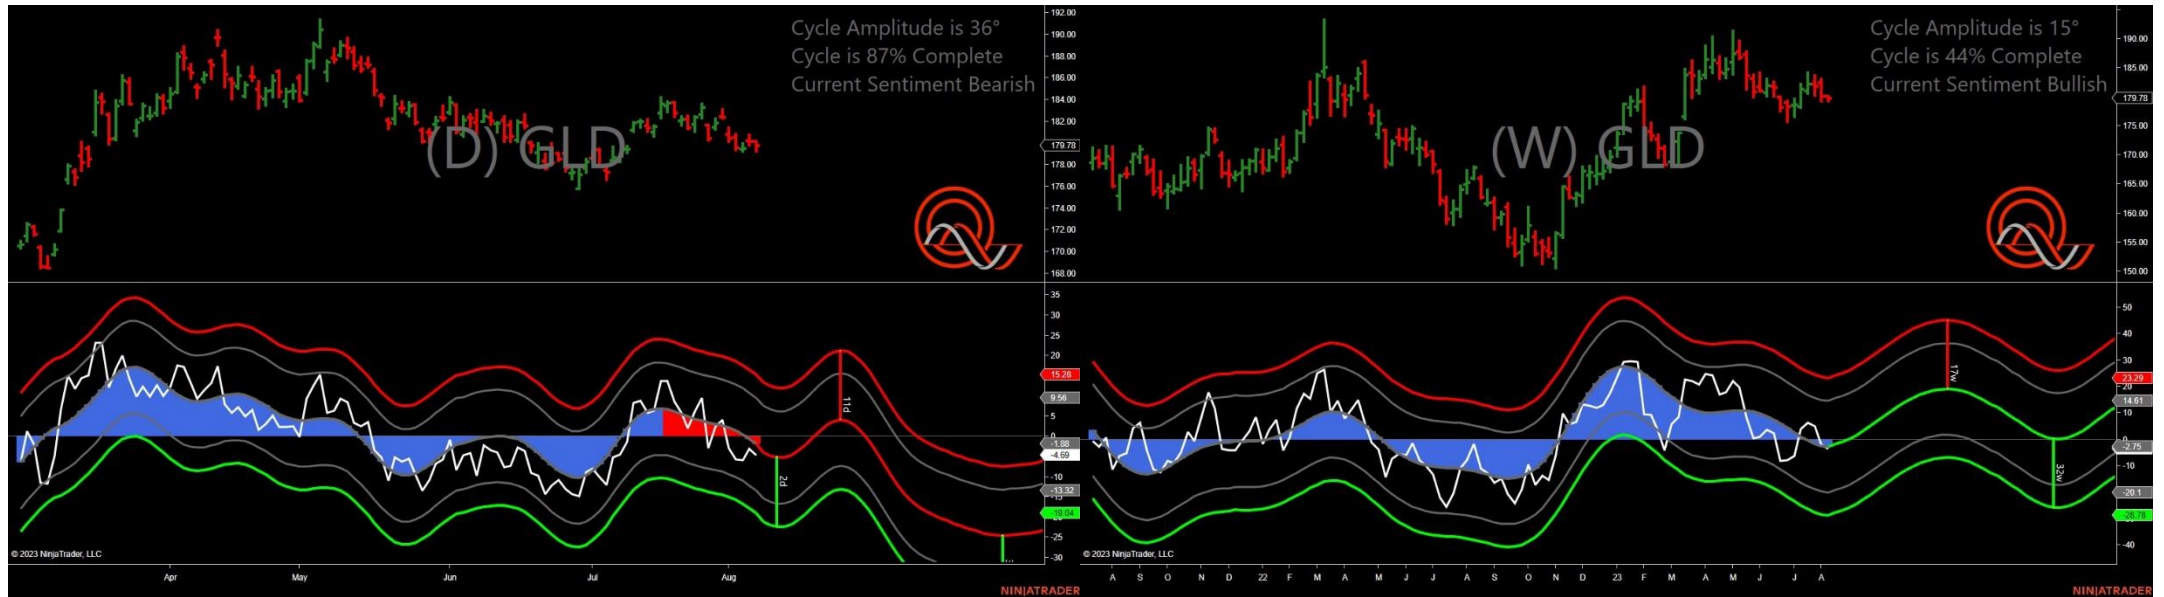 Cycle Amplitude is 36°
Cycle is 87% Complete
Current Sentiment Bearish
(D) GLD
192.00
190.00
188.00
186.00
184.00
182.00
179.78
178.00
176.00
174.00
172.00
170.00
168.00
35
30
25
20
15.28
9.56
5
0
-1.88
-4.69
-10
-13.32
-19.04
-25
-30
11d
2d
© 2023 NinjaTrader, LLC
Apr May Jun Jul Aug
NINJATRADER
Cycle Amplitude is 15°
Cycle is 44% Complete
Current Sentiment Bullish
(W) GLD
190.00
185.00
179.78
175.00
170.00
165.00
160.00
155.00
150.00
50
40
30
23.29
20
14.61
10
0
-2.75
-10
-20.1
-28.78
-40
17w
32w
© 2023 NinjaTrader, LLC
A S O N D 22 F M A M J J A S O N D 23 F M A M J J A
NINJATRADER